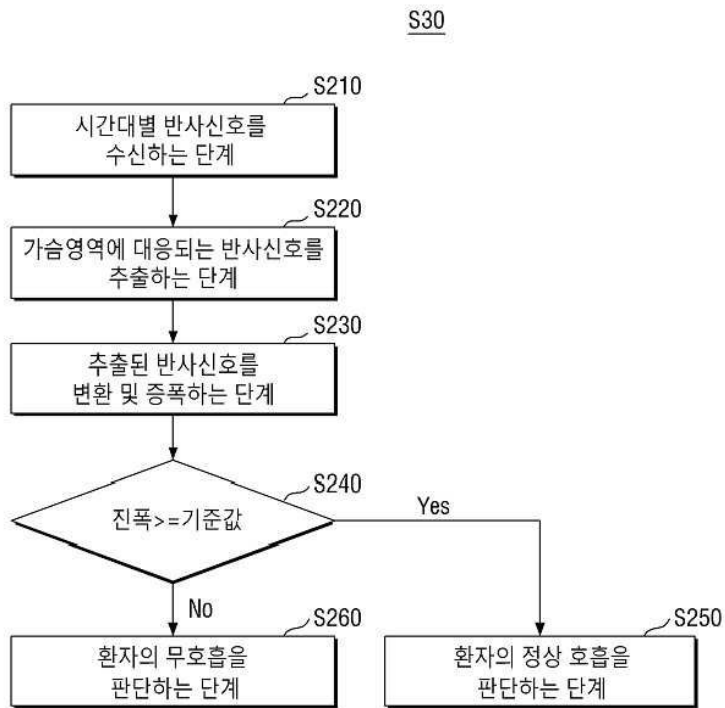 S30
S210
시간대별 반사신호를
수신하는 단계
S220
가슴영역에 대응되는 반사신호를
추출하는 단계
S230
추출된 반사신호를
변환 및 증폭하는 단계
S240
진폭>=기준값
Yes
No
S260
환자의 무호흡을
판단하는 단계
S250
환자의 정상 호흡을
판단하는 단계